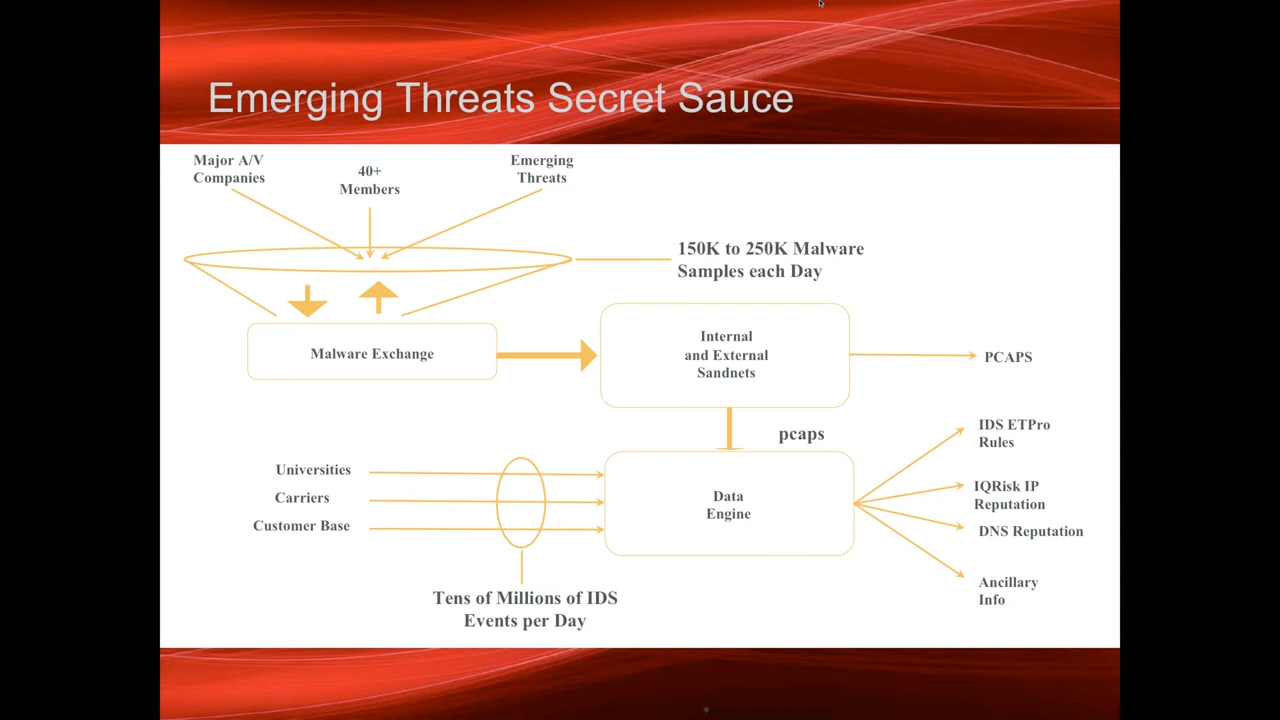 Emerging Threats Secret Sauce
Major A/V
Companies
40+
Members
Emerging
Threats
150K to 250K Malware
Samples each Day
Malware Exchange
Internal
and External
Sandnets
PCAPS
pcaps
Universities
Carriers
Customer Base
Data
Engine
IDS ETPro
Rules
IQRisk IP
Reputation
DNS Reputation
Ancillary
Info
Tens of Millions of IDS
Events per Day
*